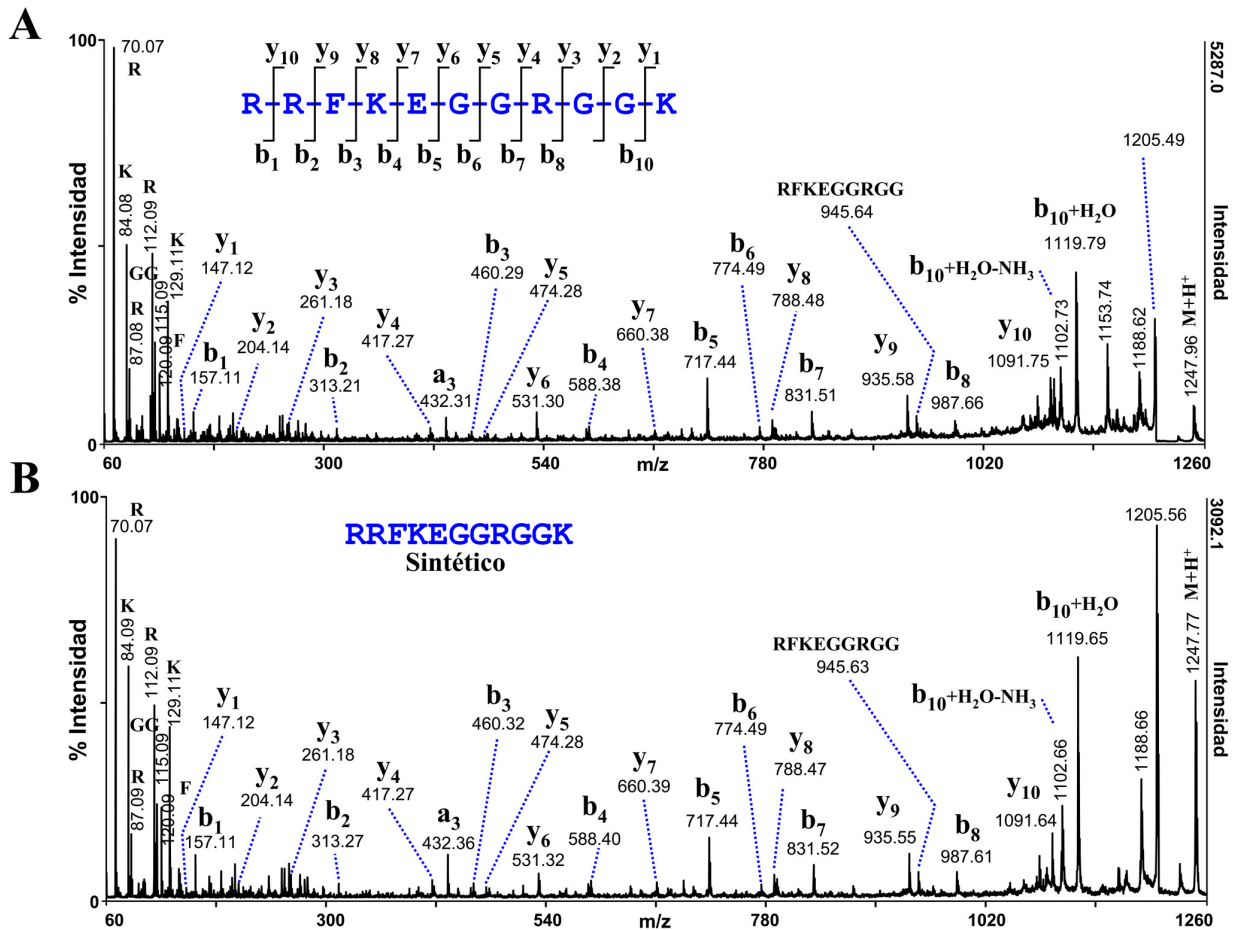 A
100
70.07
R
y10 y9 y8 y7 y6 y5 y4 y3 y2 y1
R R F K E G G R G G K
b1 b2 b3 b4 b5 b6 b7 b8 b10
5287.0
% Intensidad
Intensidad
K
84.08
R
112.09
GG
115.09
K
129.11
R
87.08
F
120.09
y1
147.12
b1
157.11
y2
204.14
y3
261.18
b2
313.21
y4
417.27
a3
432.31
b3
460.29
y5
474.28
y6
531.30
b4
588.38
y7
660.38
b5
717.44
b6
774.49
y8
788.48
b7
831.51
RFKEGGRGG
945.64
y9
935.58
b8
987.66
y10
1091.75
b10+H2O-NH3
1102.73
b10+H2O
1119.79
1153.74
1188.62
1205.49
1247.96 M+H+
0
60 300 540 780 1020 1260
m/z
B
100
R
70.07
RRFKEGGRGGK
Sintético
3092.1
% Intensidad
Intensidad
K
84.09
R
112.09
GG
115.09
K
129.11
R
87.09
F
120.09
y1
147.12
b1
157.11
y2
204.14
y3
261.18
b2
313.27
y4
417.27
a3
432.36
b3
460.32
y5
474.28
y6
531.32
b4
588.40
y7
660.39
b5
717.44
b6
774.49
y8
788.47
b7
831.52
RFKEGGRGG
945.63
y9
935.55
b8
987.61
y10
1091.64
b10+H2O-NH3
1102.66
b10+H2O
1119.65
1188.66
1205.56
1247.77 M+H+
0
60 300 540 780 1020 1260
m/z